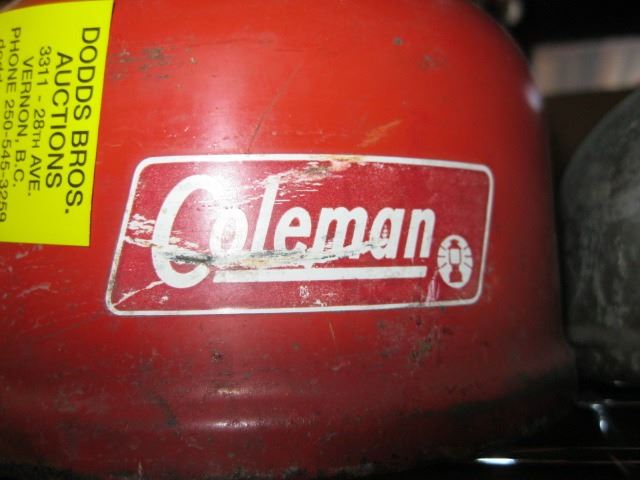 DODDS BROS.
AUCTIONS
3311 - 28TH AVE.
VERNON, B.C.
PHONE 250-545-3259
Coleman